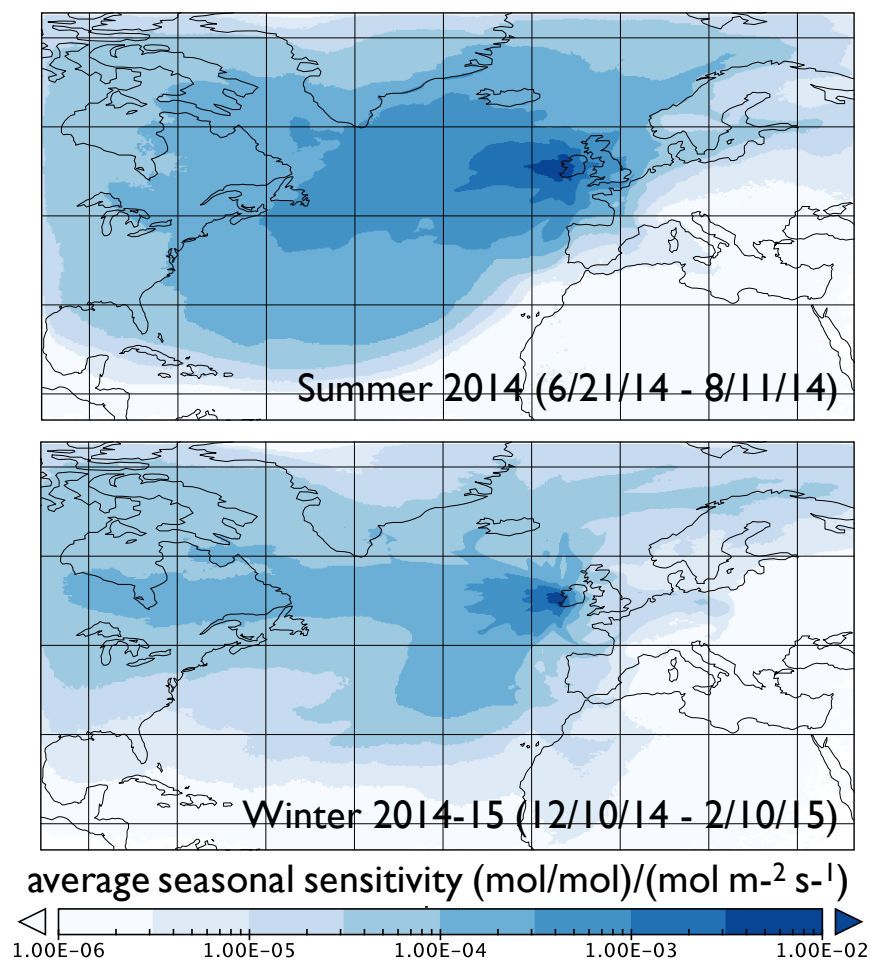 Summer 2014 (6/21/14 - 8/11/14)
Winter 2014-15 (12/10/14 - 2/10/15)
average seasonal sensitivity (mol/mol)/(mol m-² s-¹)
1.00E−06 1.00E−05 1.00E−04 1.00E−03 1.00E−02